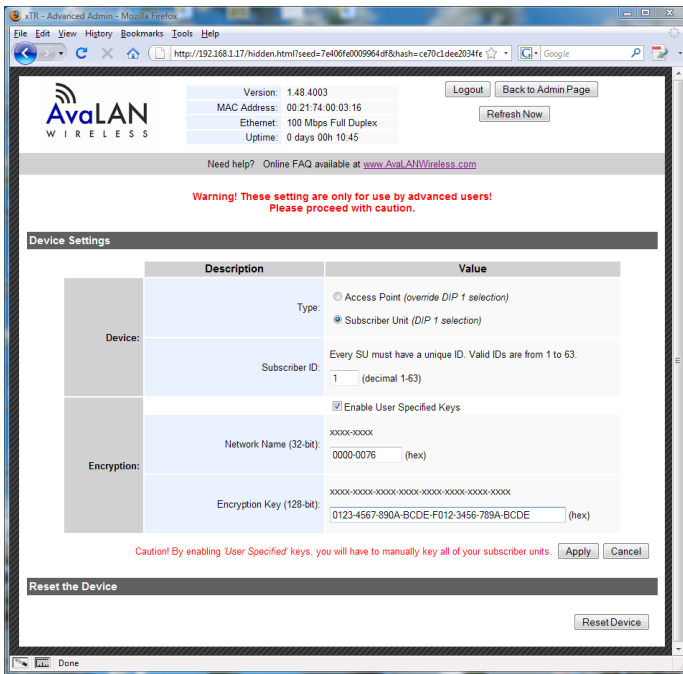 xTR - Advanced Admin - Mozilla Firefox
File Edit View History Bookmarks Tools Help
http://192.168.1.17/hidden.html?seed=7e406fe0009964df&hash=ce70c1dee2034fe
Google
AvaLAN
WIRELESS
Version: 1.48.4003
MAC Address: 00:21:74:00:03:16
Ethernet: 100 Mbps Full Duplex
Uptime: 0 days 00h 10:45
Logout Back to Admin Page
Refresh Now
Need help? Online FAQ available at www.AvaLANWireless.com
Warning! These setting are only for use by advanced users!
Please proceed with caution.
Device Settings
Description Value
Device:
Type:
Access Point (override DIP 1 selection)
Subscriber Unit (DIP 1 selection)
Subscriber ID:
Every SU must have a unique ID. Valid IDs are from 1 to 63.
1 (decimal 1-63)
Encryption:
Enable User Specified Keys
Network Name (32-bit):
xxxx-xxxx
0000-0076 (hex)
Encryption Key (128-bit):
xxxx-xxxx-xxxx-xxxx-xxxx-xxxx-xxxx-xxxx
0123-4567-890A-BCDE-F012-3456-789A-BCDE (hex)
Caution! By enabling 'User Specified' keys, you will have to manually key all of your subscriber units. Apply Cancel
Reset the Device
Reset Device
Done